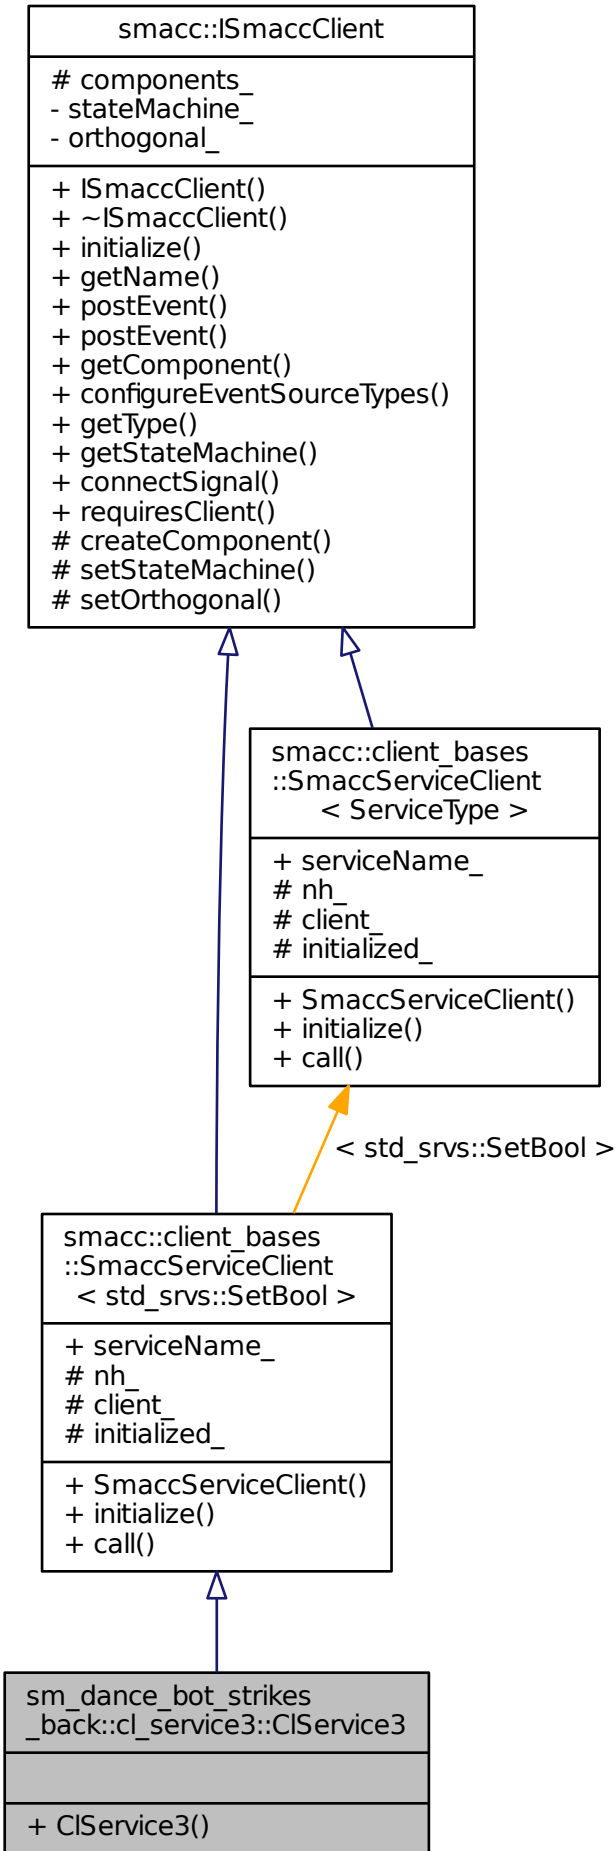 smacc::ISmaccClient
# components_
- stateMachine_
- orthogonal_
+ ISmaccClient()
+ ~ISmaccClient()
+ initialize()
+ getName()
+ postEvent()
+ postEvent()
+ getComponent()
+ configureEventSourceTypes()
+ getType()
+ getStateMachine()
+ connectSignal()
+ requiresClient()
# createComponent()
# setStateMachine()
# setOrthogonal()
smacc::client_bases
::SmaccServiceClient
< ServiceType >
+ serviceName_
# nh_
# client_
# initialized_
+ SmaccServiceClient()
+ initialize()
+ call()
< std_srvs::SetBool >
smacc::client_bases
::SmaccServiceClient
< std_srvs::SetBool >
+ serviceName_
# nh_
# client_
# initialized_
+ SmaccServiceClient()
+ initialize()
+ call()
sm_dance_bot_strikes
_back::cl_service3::ClService3
+ ClService3()